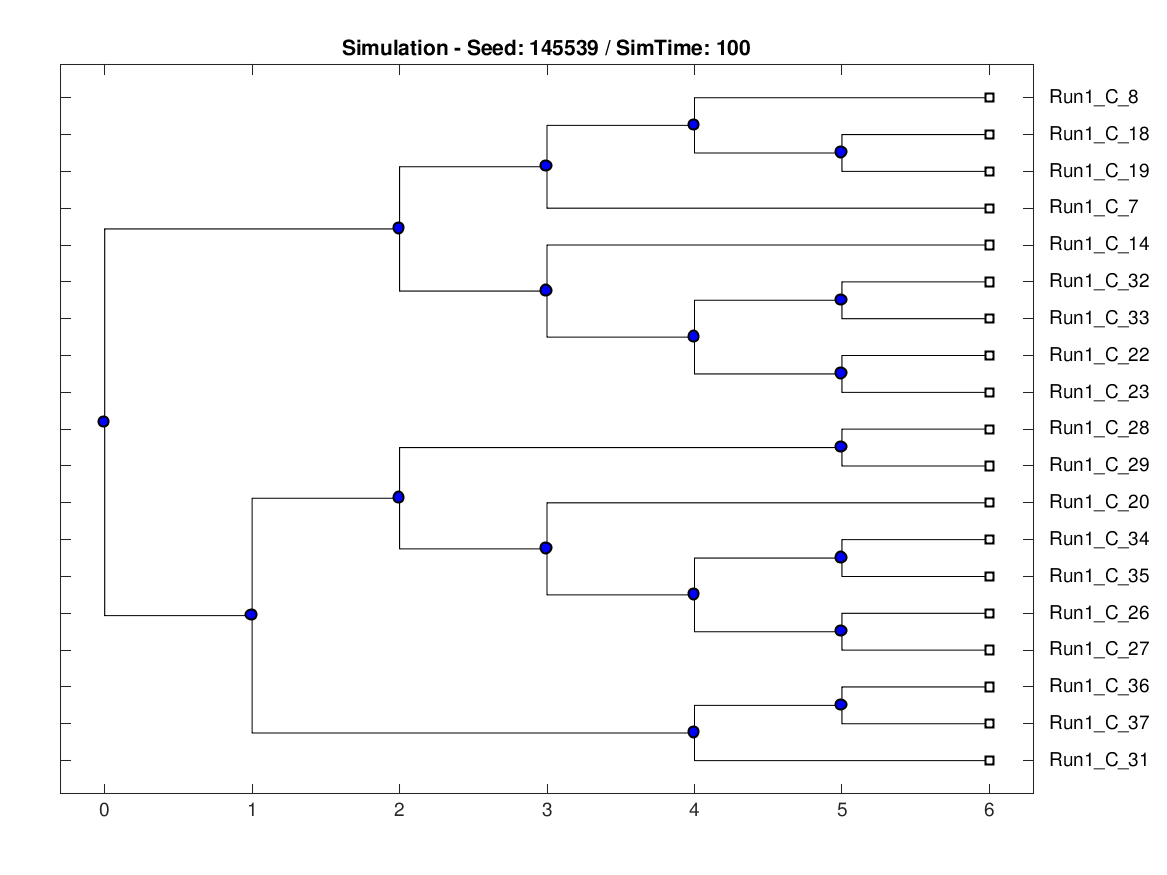 Simulation - Seed: 145539 / SimTime: 100
Run1_C_8
Run1_C_18
Run1_C_19
Run1_C_7
Run1_C_14
Run1_C_32
Run1_C_33
Run1_C_22
Run1_C_23
Run1_C_28
Run1_C_29
Run1_C_20
Run1_C_34
Run1_C_35
Run1_C_26
Run1_C_27
Run1_C_36
Run1_C_37
Run1_C_31
0 1 2 3 4 5 6